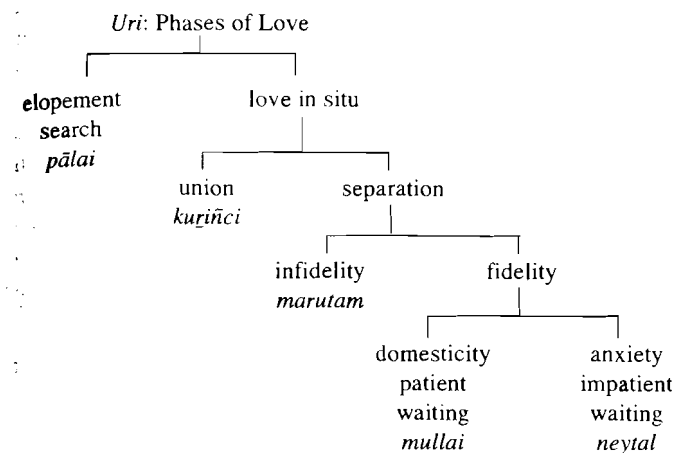 Uri: Phases of Love
elopement
search
pālai
love in situ
union
kuṟiñci
separation
infidelity
marutam
fidelity
domesticity
patient
waiting
mullai
anxiety
impatient
waiting
neytal